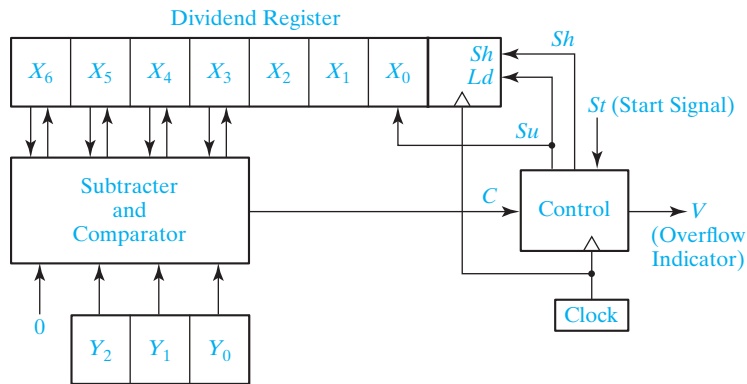 Dividend Register
X6 X5 X4 X3 X2 X1 X0
Sh
Ld
Sh
St (Start Signal)
Su
Subtracter
and
Comparator
C
Control
V
(Overflow
Indicator)
0
Y2 Y1 Y0
Clock